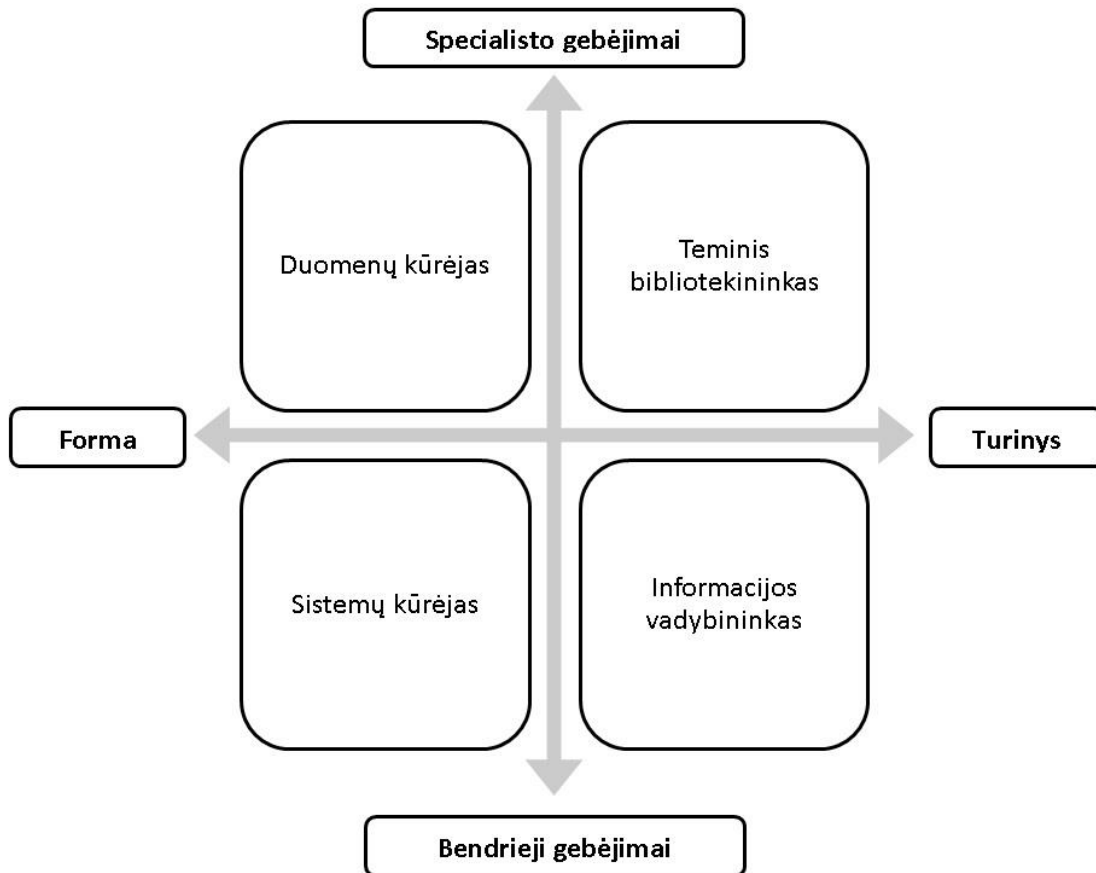 Specialisto gebėjimai
Duomenų kūrėjas
Teminis
bibliotekininkas
Forma
Turinys
Sistemų kūrėjas
Informacijos
vadybininkas
Bendrieji gebėjimai